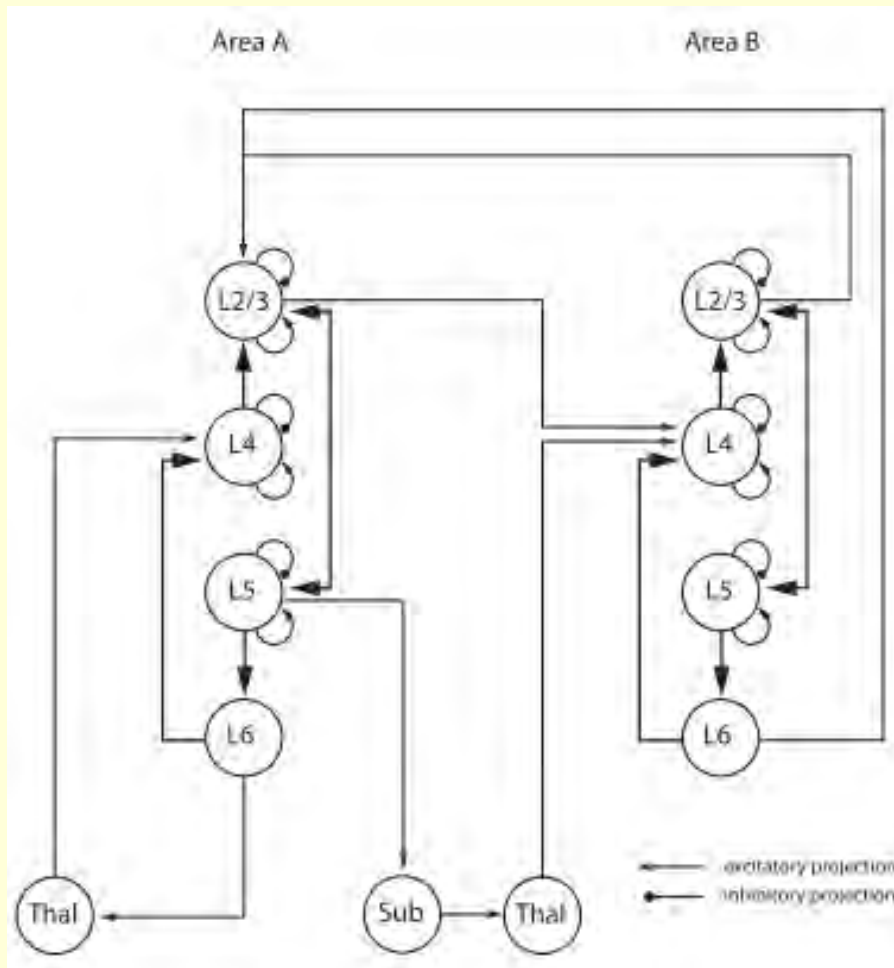 Area A
Area B
L2/3
L2/3
L4
L4
L5
L5
L6
L6
Thal
Sub
Thal
excitatory projection
inhibitory projection